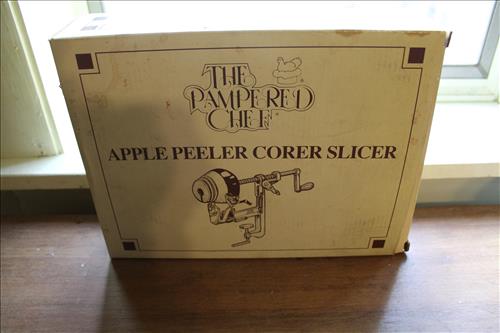 THE
PAMPERED
CHEF
APPLE PEELER CORER SLICER